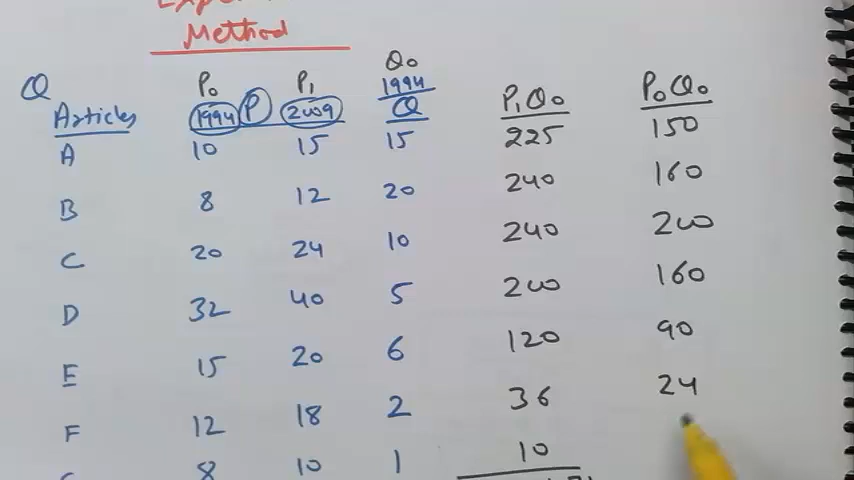 Method
Q
Articles P0 1994 P P1 2009 Q0 1994 Q P1Q0 P0Q0
A 10 15 15 225 150
B 8 12 20 240 160
C 20 24 10 240 200
D 32 40 5 200 160
E 15 20 6 120 90
F 12 18 2 36 24
8 10 1 10